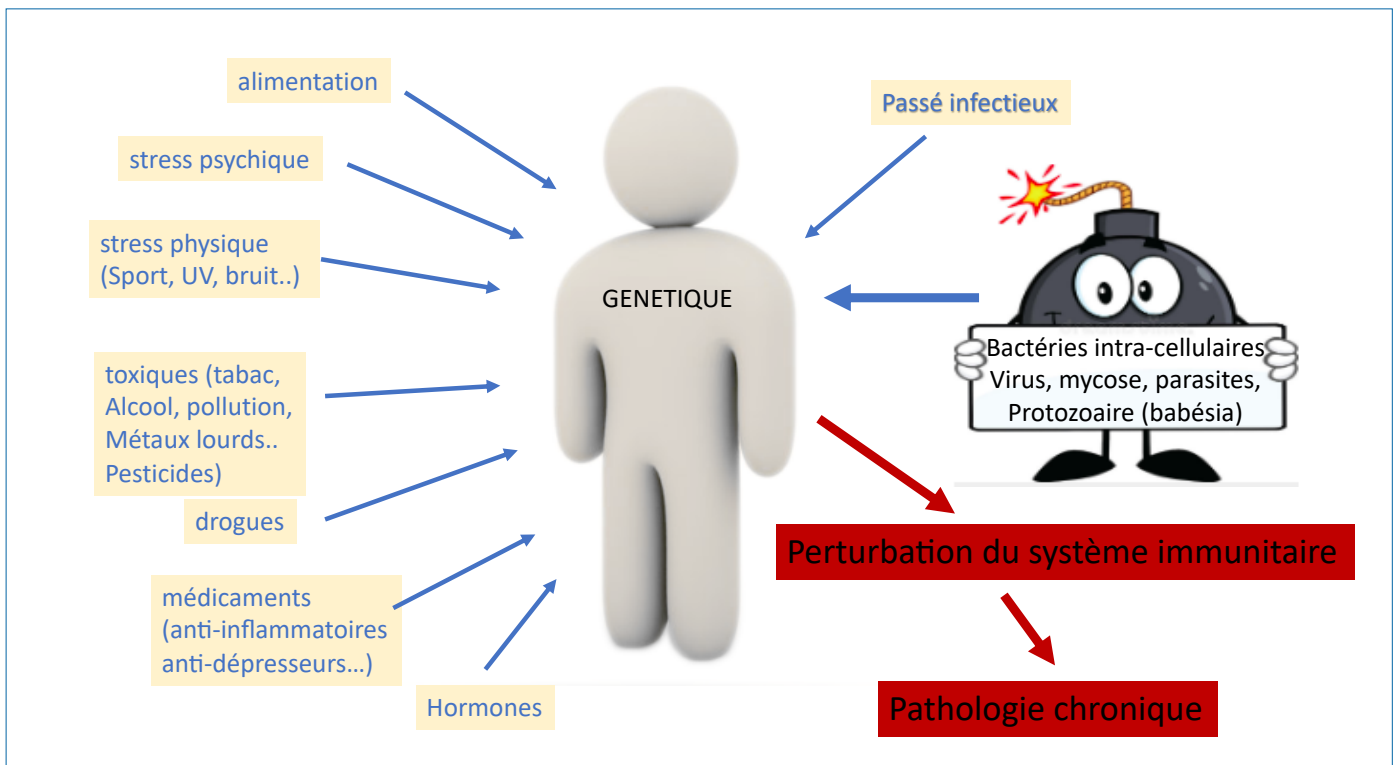 alimentation
stress psychique
stress physique
(Sport, UV, bruit..)
toxiques (tabac,
Alcool, pollution,
Métaux lourds..
Pesticides)
drogues
médicaments
(anti-inflammatoires
anti-dépresseurs...)
Hormones
GENETIQUE
Passé infectieux
Bactéries intra-cellulaires
Virus, mycose, parasites,
Protozoaire (babésia)
Perturbation du système immunitaire
Pathologie chronique